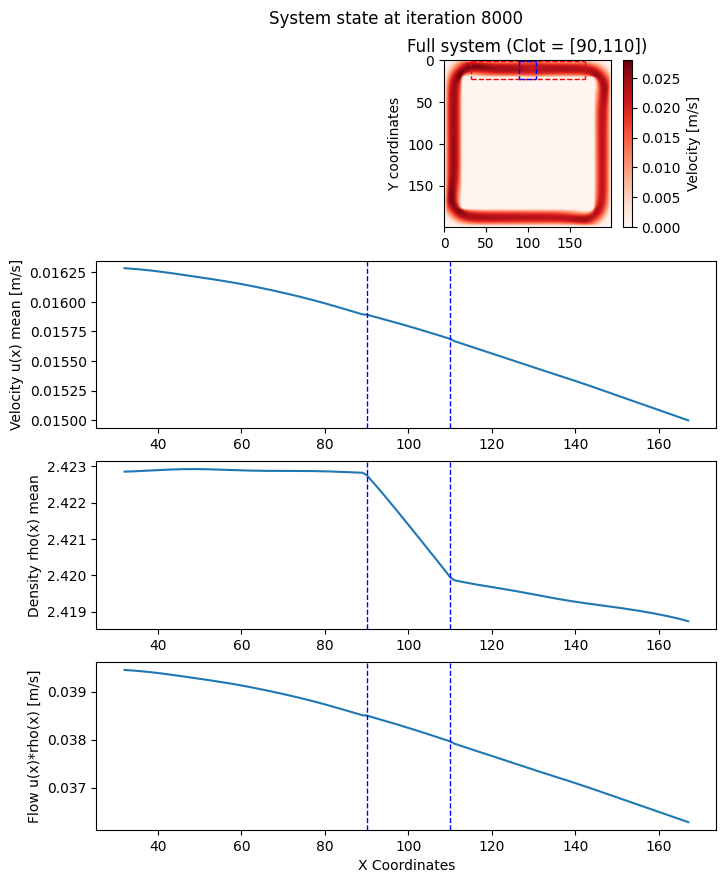 System state at iteration 8000
Full system (Clot = [90,110])
Y coordinates
0
50
100
150
0 50 100 150
0.025
0.020
0.015
0.010
0.005
0.000
Velocity [m/s]
Velocity u(x) mean [m/s]
0.01625
0.01600
0.01575
0.01550
0.01525
0.01500
40 60 80 100 120 140 160
Density rho(x) mean
2.423
2.422
2.421
2.420
2.419
40 60 80 100 120 140 160
Flow u(x)*rho(x) [m/s]
0.039
0.038
0.037
40 60 80 100 120 140 160
X Coordinates